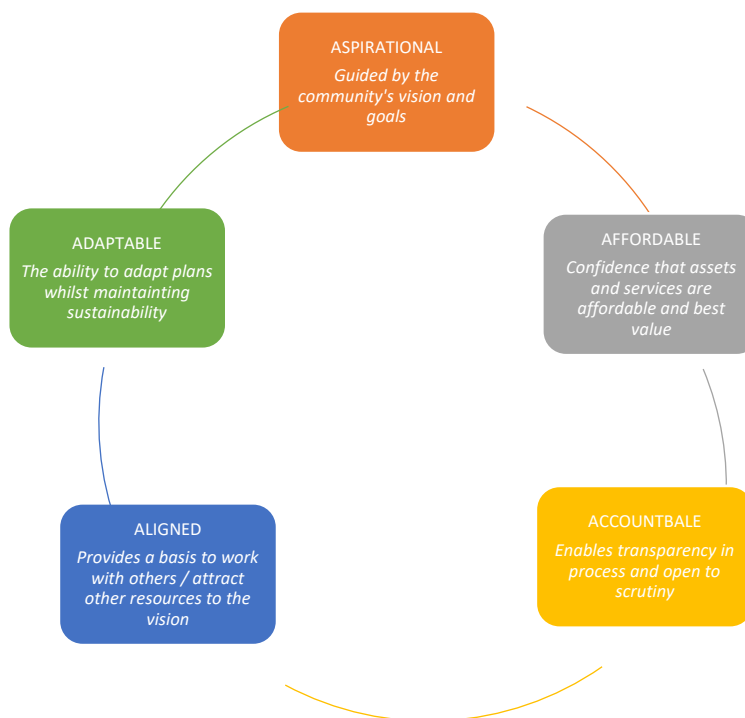 ASPIRATIONAL
Guided by the
community's vision and
goals
AFFORDABLE
Confidence that assets
and services are
affordable and best
value
ACCOUNTBALE
Enables transparency in
process and open to
scrutiny
ALIGNED
Provides a basis to work
with others / attract
other resources to the
vision
ADAPTABLE
The ability to adapt plans
whilst maintainting
sustainability